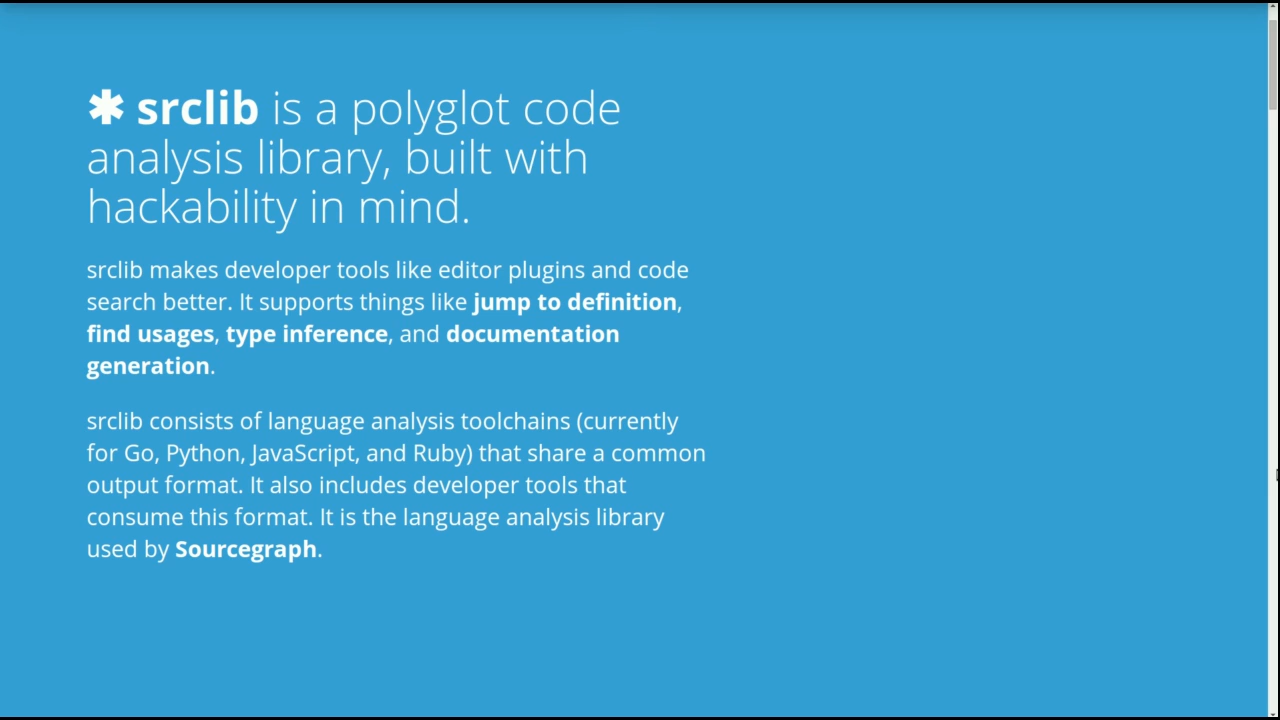 ✱ srclib is a polyglot code
analysis library, built with
hackability in mind.
srclib makes developer tools like editor plugins and code
search better. It supports things like jump to definition,
find usages, type inference, and documentation
generation.
srclib consists of language analysis toolchains (currently
for Go, Python, JavaScript, and Ruby) that share a common
output format. It also includes developer tools that
consume this format. It is the language analysis library
used by Sourcegraph.